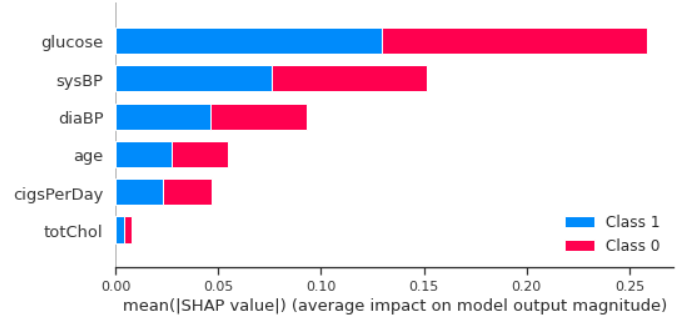 glucose
sysBP
diaBP
age
cigsPerDay
totChol
Class 1
Class 0
0.00 0.05 0.10 0.15 0.20 0.25
mean(|SHAP value|) (average impact on model output magnitude)